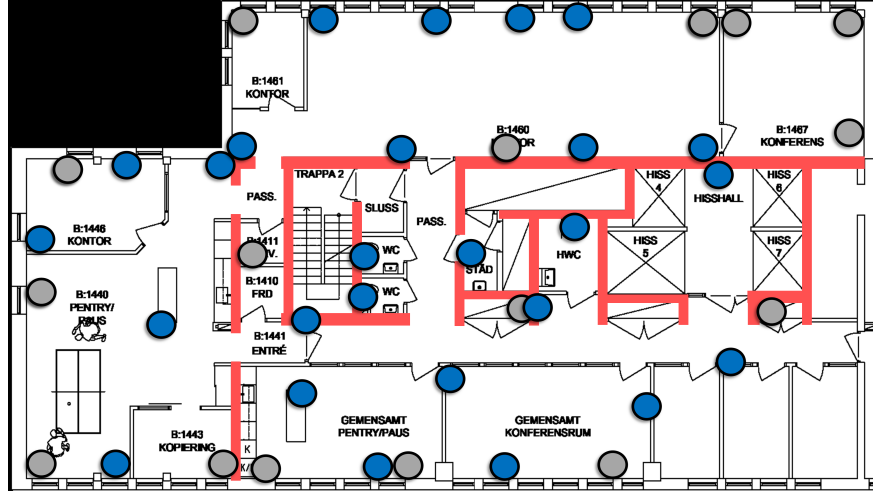 B:1461
KONTOR
B:1460
B:1467
KONFERENS
TRAPPA 2
HISS
4
HISSHALL
HISS
6
PASS.
SLUSS
PASS.
B:1446
KONTOR
B:1411
WC
HISS
5
HISS
7
HWC
STÄD
B:1410
FRD
WC
B:1440
PENTRY/
PAUS
B:1441
ENTRÉ
GEMENSAMT
PENTRY/PAUS
GEMENSAMT
KONFERENSRUM
B:1443
KOPIERING
K